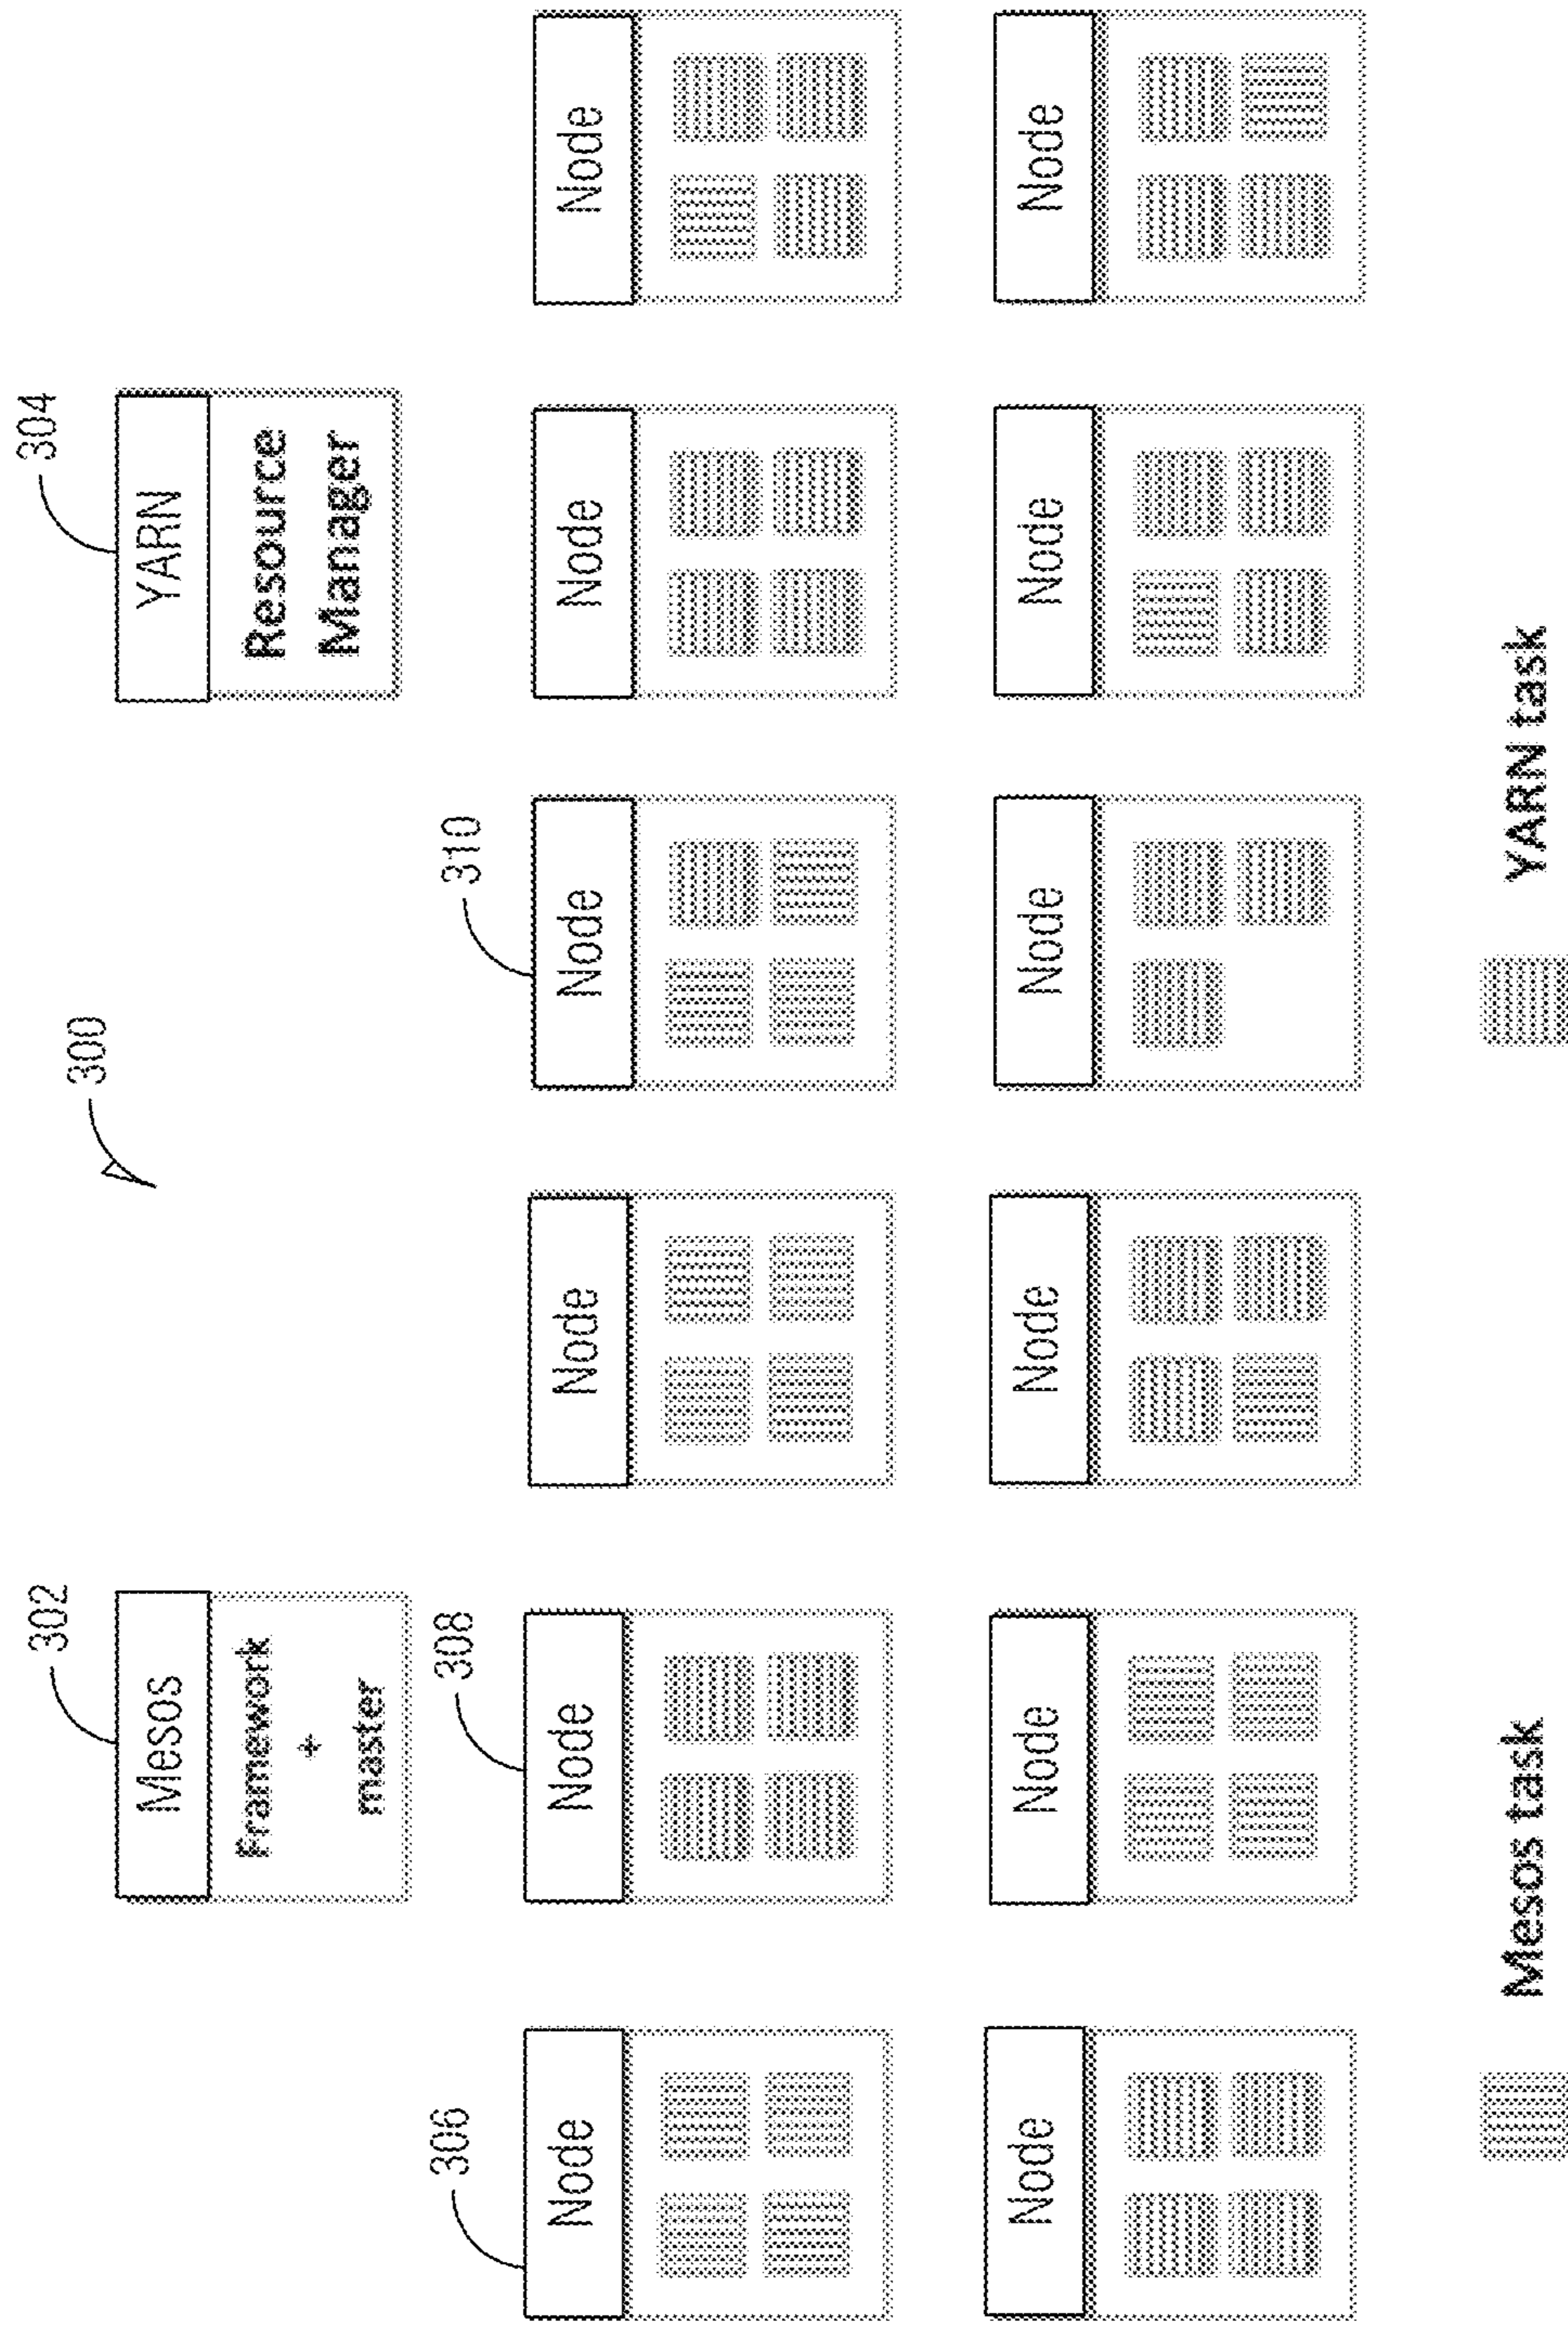 300
302
304
Mesos
YARN
Framework
+
master
Resource
Manager
306
308
310
Node
Node
Node
Node
Node
Node
Node
Node
Node
Node
Node
Node
Mesos task
YARN task